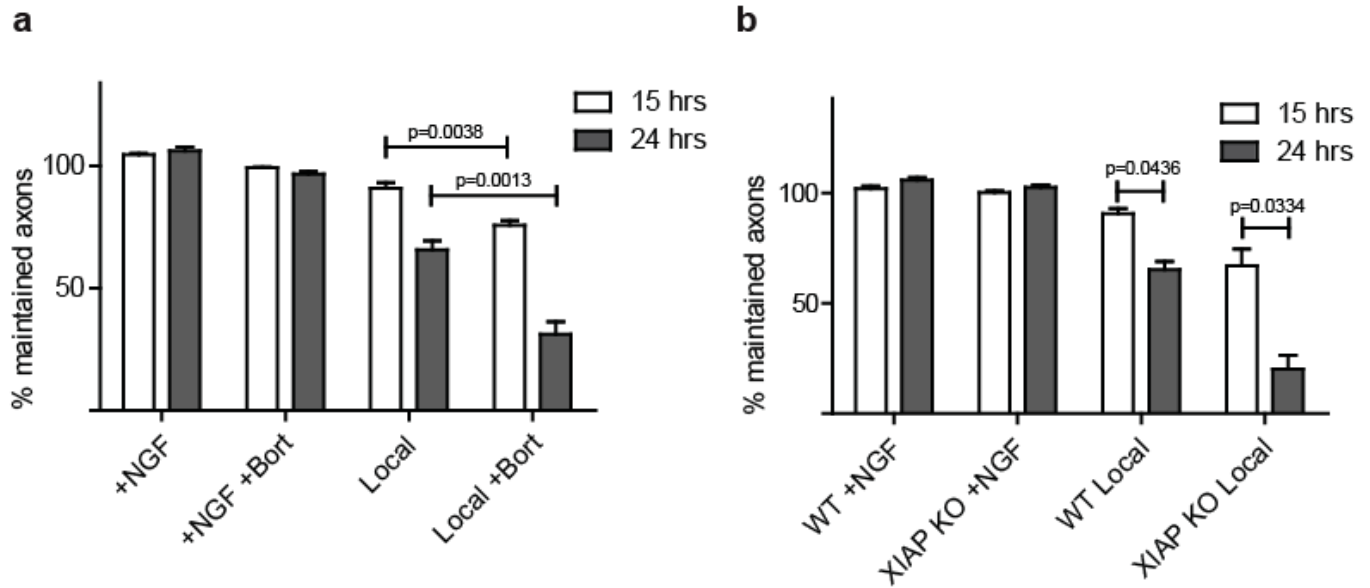 a
15 hrs
24 hrs
p=0.0038
p=0.0013
100
50
% maintained axons
+NGF
+NGF +Bort
Local
Local +Bort
b
15 hrs
24 hrs
p=0.0436
p=0.0334
100
50
% maintained axons
WT +NGF
XIAP KO +NGF
WT Local
XIAP KO Local